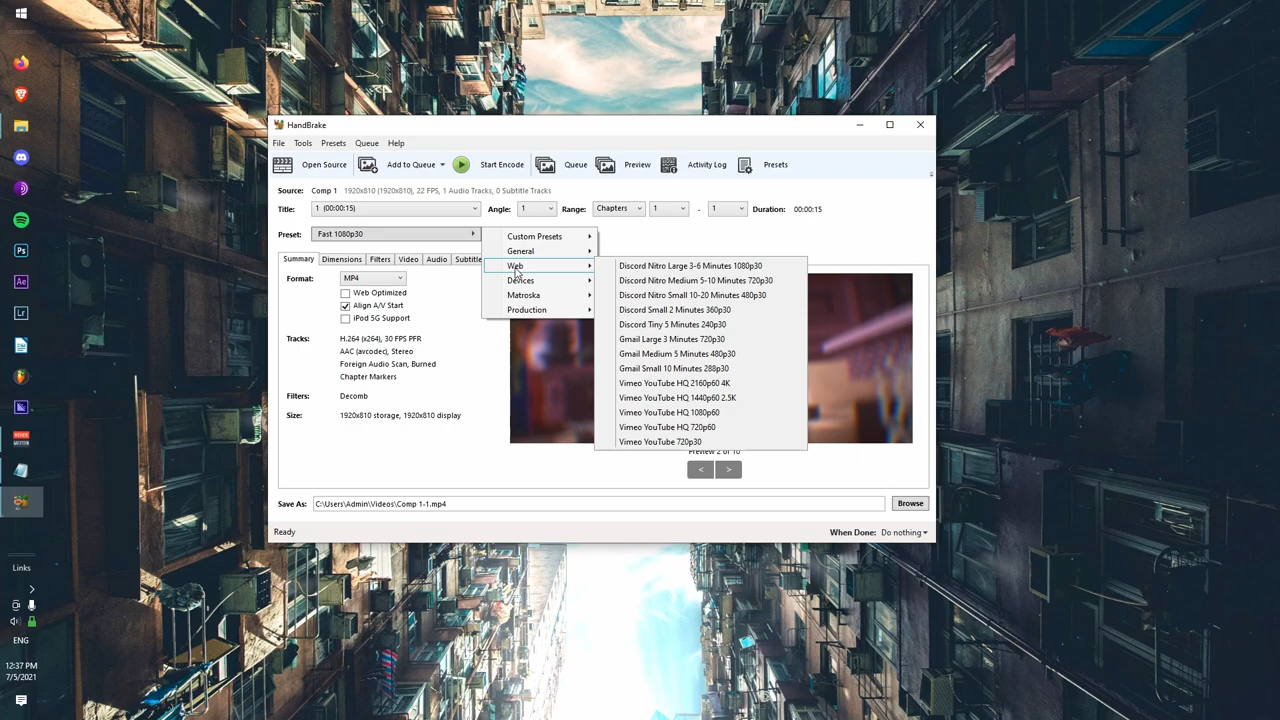 HandBrake
File Tools Presets Queue Help
Open Source Add to Queue Start Encode Queue Preview Activity Log Presets
Source: Comp 1 1920x810 (1920x810), 22 FPS, 1 Audio Tracks, 0 Subtitle Tracks
Title: 1 (00:00:15) Angle: 1 Range: Chapters 1 - 1 Duration: 00:00:15
Preset: Fast 1080p30
Custom Presets
General
Web
Devices
Matroska
Production
Discord Nitro Large 3-6 Minutes 1080p30
Discord Nitro Medium 5-10 Minutes 720p30
Discord Nitro Small 10-20 Minutes 480p30
Discord Small 2 Minutes 360p30
Discord Tiny 5 Minutes 240p30
Gmail Large 3 Minutes 720p30
Gmail Medium 5 Minutes 480p30
Gmail Small 10 Minutes 288p30
Vimeo YouTube HQ 2160p60 4K
Vimeo YouTube HQ 1440p60 2.5K
Vimeo YouTube HQ 1080p60
Vimeo YouTube HQ 720p60
Vimeo YouTube 720p30
Summary Dimensions Filters Video Audio Subtitle
Format: MP4
Web Optimized
Align A/V Start
iPod 5G Support
Tracks: H.264 (x264), 30 FPS PFR
AAC (avcodec), Stereo
Foreign Audio Scan, Burned
Chapter Markers
Filters: Decomb
Size: 1920x810 storage, 1920x810 display
Preview 2 of 10
< >
Save As: C:\Users\Admin\Videos\Comp 1-1.mp4 Browse
Ready When Done: Do nothing
Ps
Ae
Lr
Links
ENG
12:37 PM
7/5/2021